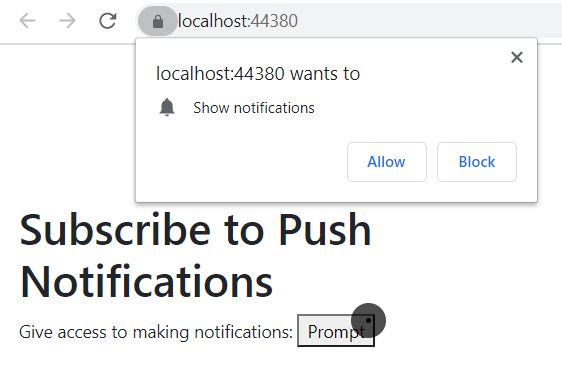 localhost:44380
localhost:44380 wants to
Show notifications
Allow Block
Subscribe to Push
Notifications
Give access to making notifications: Prompt